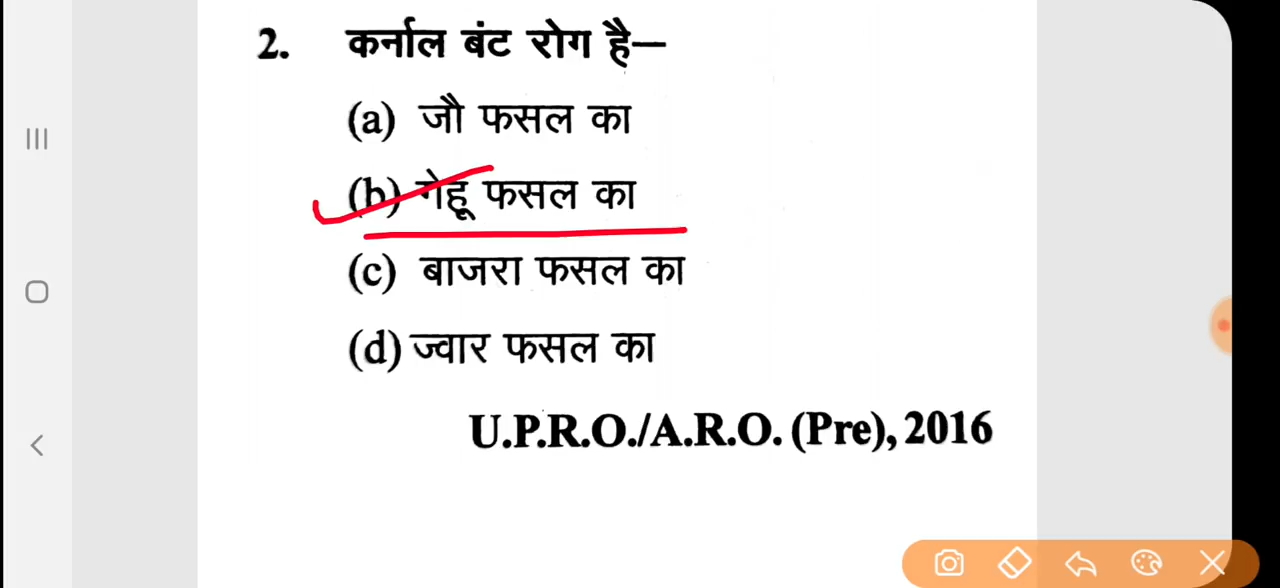 2. कर्नाल बंट रोग है—
(a) जौ फसल का
(b) गेहू फसल का
(c) बाजरा फसल का
(d) ज्वार फसल का
U.P.R.O./A.R.O. (Pre), 2016